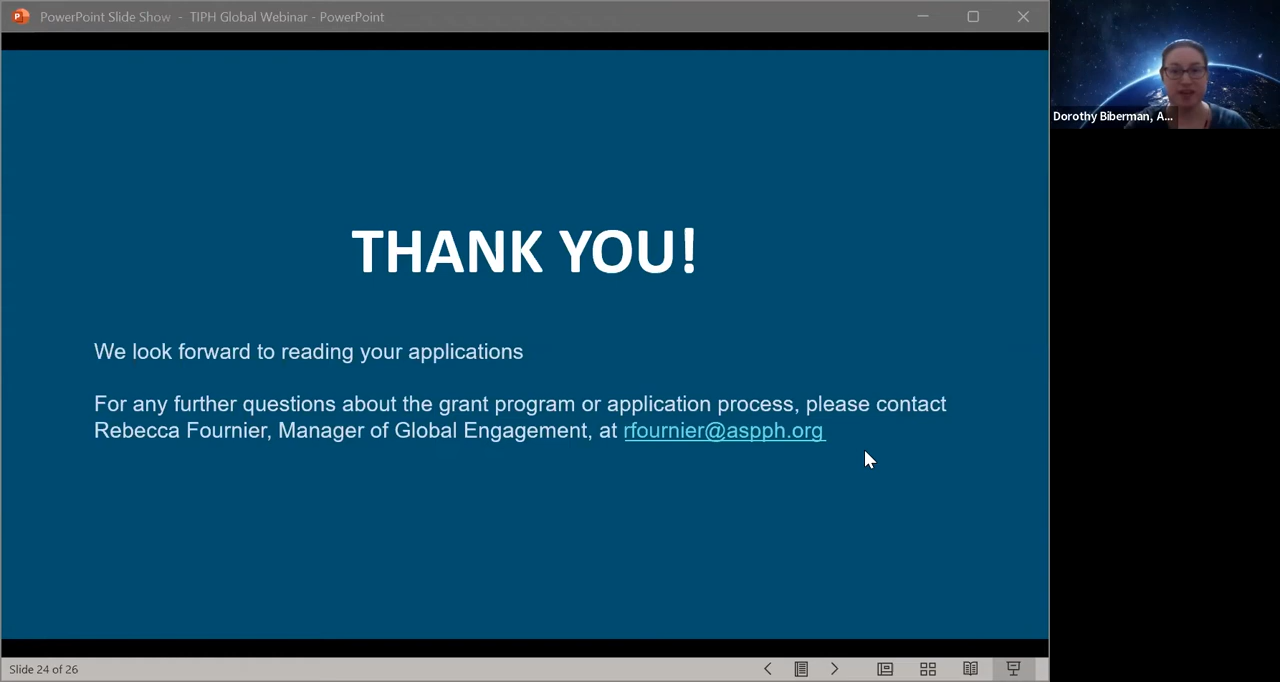 PowerPoint Slide Show - TIPH Global Webinar - PowerPoint
Dorothy Biberman, A...
THANK YOU!
We look forward to reading your applications
For any further questions about the grant program or application process, please contact
Rebecca Fournier, Manager of Global Engagement, at rfournier@aspph.org
Slide 24 of 26